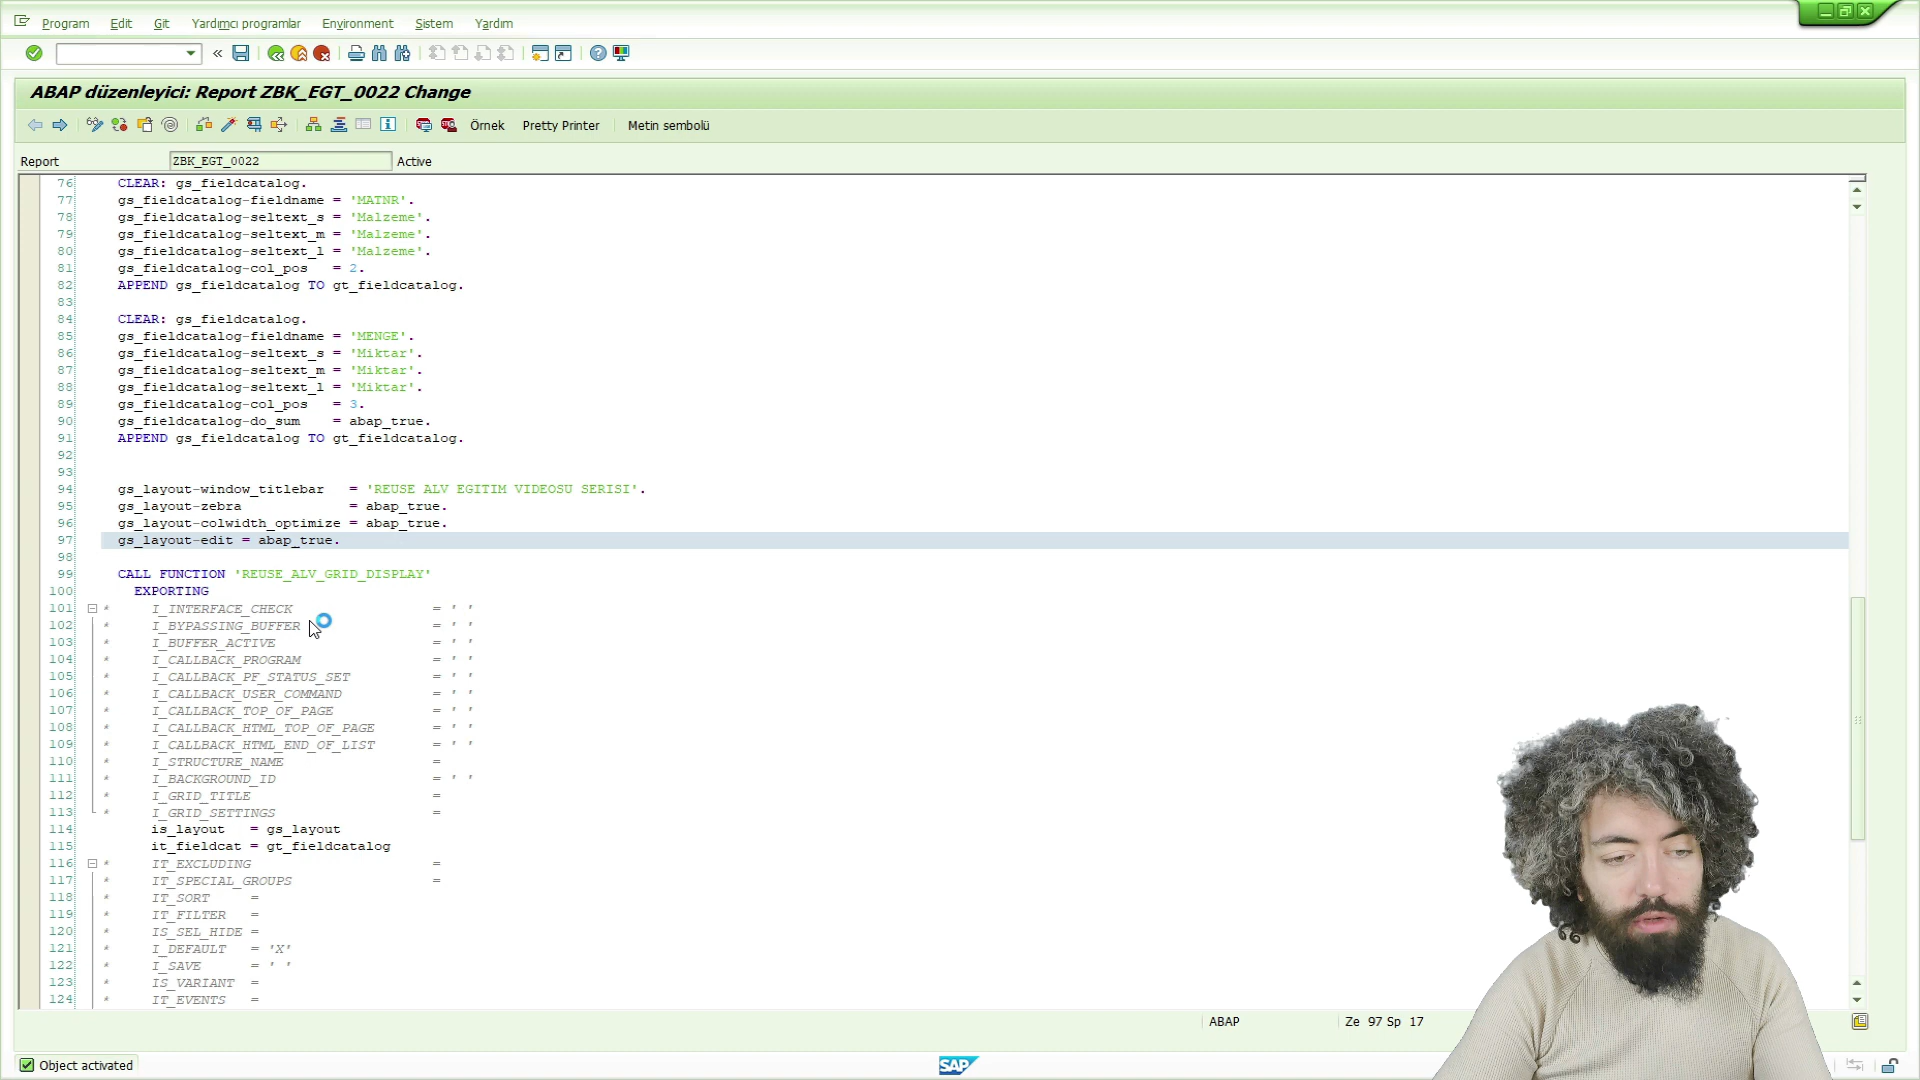 Program Edit Git Yardımcı programlar Environment Sistem Yardım
ABAP düzenleyici: Report ZBK_EGT_0022 Change
Örnek Pretty Printer Metin sembolü
Report ZBK_EGT_0022 Active
76 CLEAR: gs_fieldcatalog.
77 gs_fieldcatalog-fieldname = 'MATNR'.
78 gs_fieldcatalog-seltext_s = 'Malzeme'.
79 gs_fieldcatalog-seltext_m = 'Malzeme'.
80 gs_fieldcatalog-seltext_l = 'Malzeme'.
81 gs_fieldcatalog-col_pos = 2.
82 APPEND gs_fieldcatalog TO gt_fieldcatalog.
83
84 CLEAR: gs_fieldcatalog.
85 gs_fieldcatalog-fieldname = 'MENGE'.
86 gs_fieldcatalog-seltext_s = 'Miktar'.
87 gs_fieldcatalog-seltext_m = 'Miktar'.
88 gs_fieldcatalog-seltext_l = 'Miktar'.
89 gs_fieldcatalog-col_pos = 3.
90 gs_fieldcatalog-do_sum = abap_true.
91 APPEND gs_fieldcatalog TO gt_fieldcatalog.
92
93
94 gs_layout-window_titlebar = 'REUSE ALV EGITIM VIDEOSU SERISI'.
95 gs_layout-zebra = abap_true.
96 gs_layout-colwidth_optimize = abap_true.
97 gs_layout-edit = abap_true.
98
99 CALL FUNCTION 'REUSE_ALV_GRID_DISPLAY'
100 EXPORTING
101 * I_INTERFACE_CHECK = ' '
102 * I_BYPASSING_BUFFER = ' '
103 * I_BUFFER_ACTIVE = ' '
104 * I_CALLBACK_PROGRAM = ' '
105 * I_CALLBACK_PF_STATUS_SET = ' '
106 * I_CALLBACK_USER_COMMAND = ' '
107 * I_CALLBACK_TOP_OF_PAGE = ' '
108 * I_CALLBACK_HTML_TOP_OF_PAGE = ' '
109 * I_CALLBACK_HTML_END_OF_LIST = ' '
110 * I_STRUCTURE_NAME =
111 * I_BACKGROUND_ID = ' '
112 * I_GRID_TITLE =
113 * I_GRID_SETTINGS =
114 is_layout = gs_layout
115 it_fieldcat = gt_fieldcatalog
116 * IT_EXCLUDING =
117 * IT_SPECIAL_GROUPS =
118 * IT_SORT =
119 * IT_FILTER =
120 * IS_SEL_HIDE =
121 * I_DEFAULT = 'X'
122 * I_SAVE = ' '
123 * IS_VARIANT =
124 * IT_EVENTS =
ABAP Ze 97 Sp 17
Object activated SAP